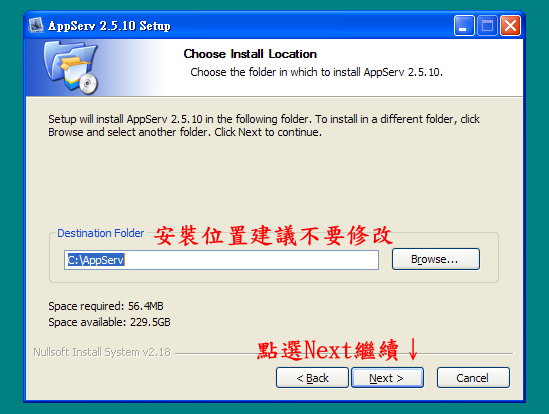 AppServ 2.5.10 Setup
Choose Install Location
Choose the folder in which to install AppServ 2.5.10.
Setup will install AppServ 2.5.10 in the following folder. To install in a different folder, click
Browse and select another folder. Click Next to continue.
Destination Folder
安裝位置建議不要修改
C:\AppServ
Browse...
Space required: 56.4MB
Space available: 229.5GB
Nullsoft Install System v2.18
點選Next繼續↓
< Back
Next >
Cancel